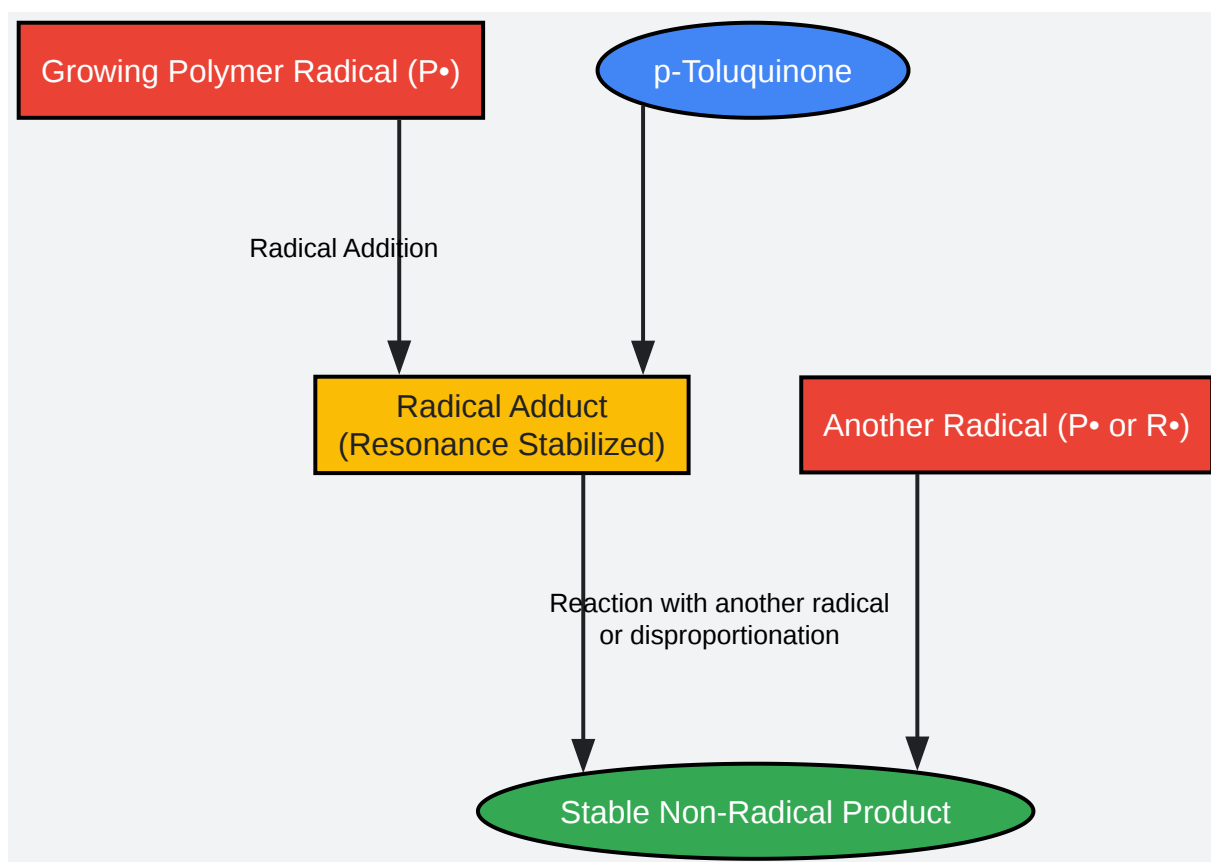 Growing Polymer Radical (P•)
p-Toluquinone
Radical Addition
Radical Adduct
(Resonance Stabilized)
Another Radical (P• or R•)
Reaction with another radical
or disproportionation
Stable Non-Radical Product